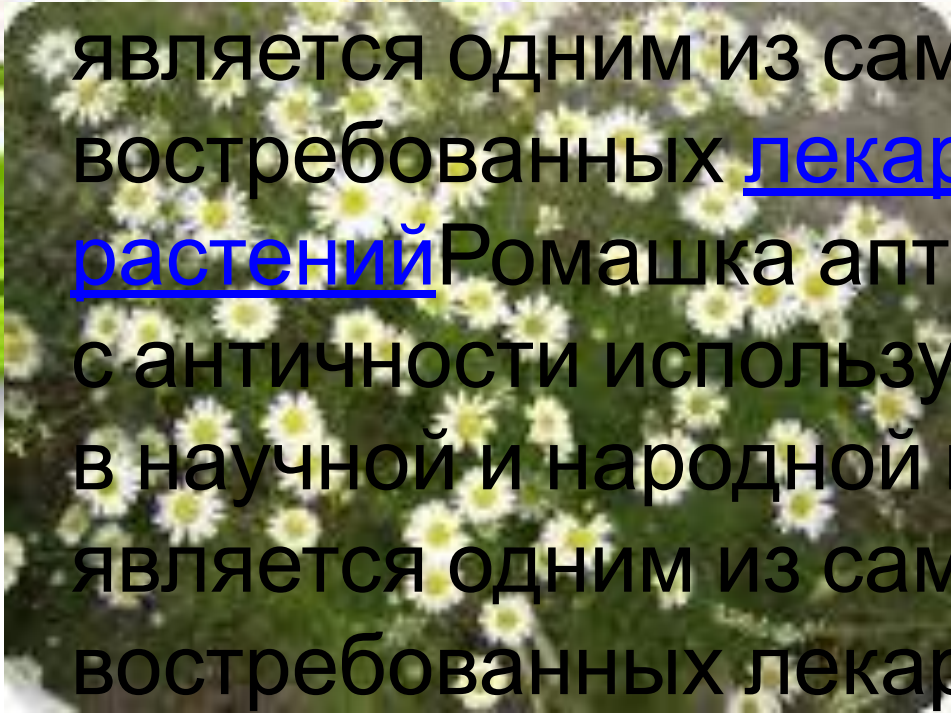 является одним из сам
востребованных лекар
растенийРомашка апт
с античности использу
в научной и народной
является одним из сам
востребованных лекар